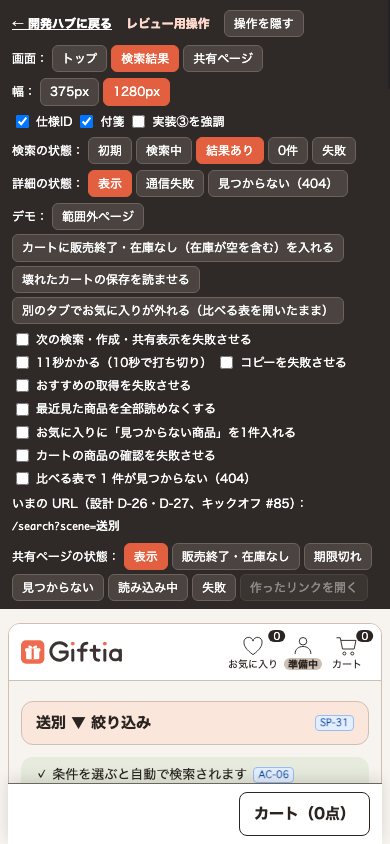 ← 開発ハブに戻る レビュー用操作 操作を隠す
画面： トップ 検索結果 共有ページ
幅： 375px 1280px
仕様ID 付箋 実装③を強調
検索の状態： 初期 検索中 結果あり 0件 失敗
詳細の状態： 表示 通信失敗 見つからない（404）
デモ： 範囲外ページ
カートに販売終了・在庫なし（在庫が空を含む）を入れる
壊れたカートの保存を読ませる
別のタブでお気に入りが外れる（比べる表を開いたまま）
次の検索・作成・共有表示を失敗させる
11秒かかる（10秒で打ち切り） コピーを失敗させる
おすすめの取得を失敗させる
最近見た商品を全部読めなくする
お気に入りに「見つからない商品」を1件入れる
カートの商品の確認を失敗させる
比べる表で 1 件が見つからない（404）
いまの URL（設計 D-26・D-27、キックオフ #85）：
/search?scene=送別
共有ページの状態： 表示 販売終了・在庫なし 期限切れ
見つからない 読み込み中 失敗 作ったリンクを開く
Giftia 0 0
お気に入り 準備中 カート
送別 ▼ 絞り込み SP-31
✓ 条件を選ぶと自動で検索されます AC-06
カート（0点）